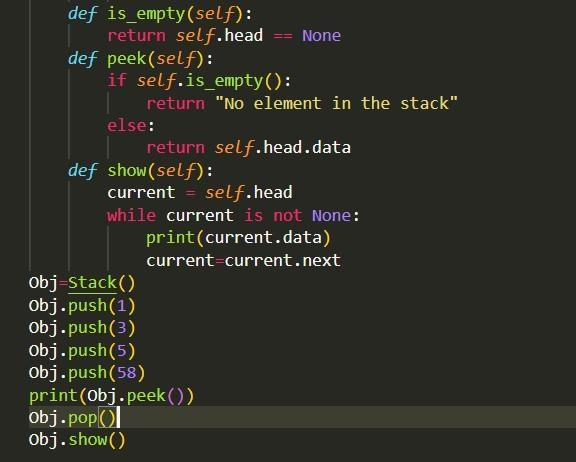 def is_empty(self):
return self.head == None
def peek(self):
if self.is_empty():
return "No element in the stack"
else:
return self.head.data
def show(self):
current = self.head
while current is not None:
print(current.data)
current=current.next
Obj=Stack()
Obj.push(1)
Obj.push(3)
Obj.push(5)
Obj.push(58)
print(Obj.peek())
Obj.pop()
Obj.show()